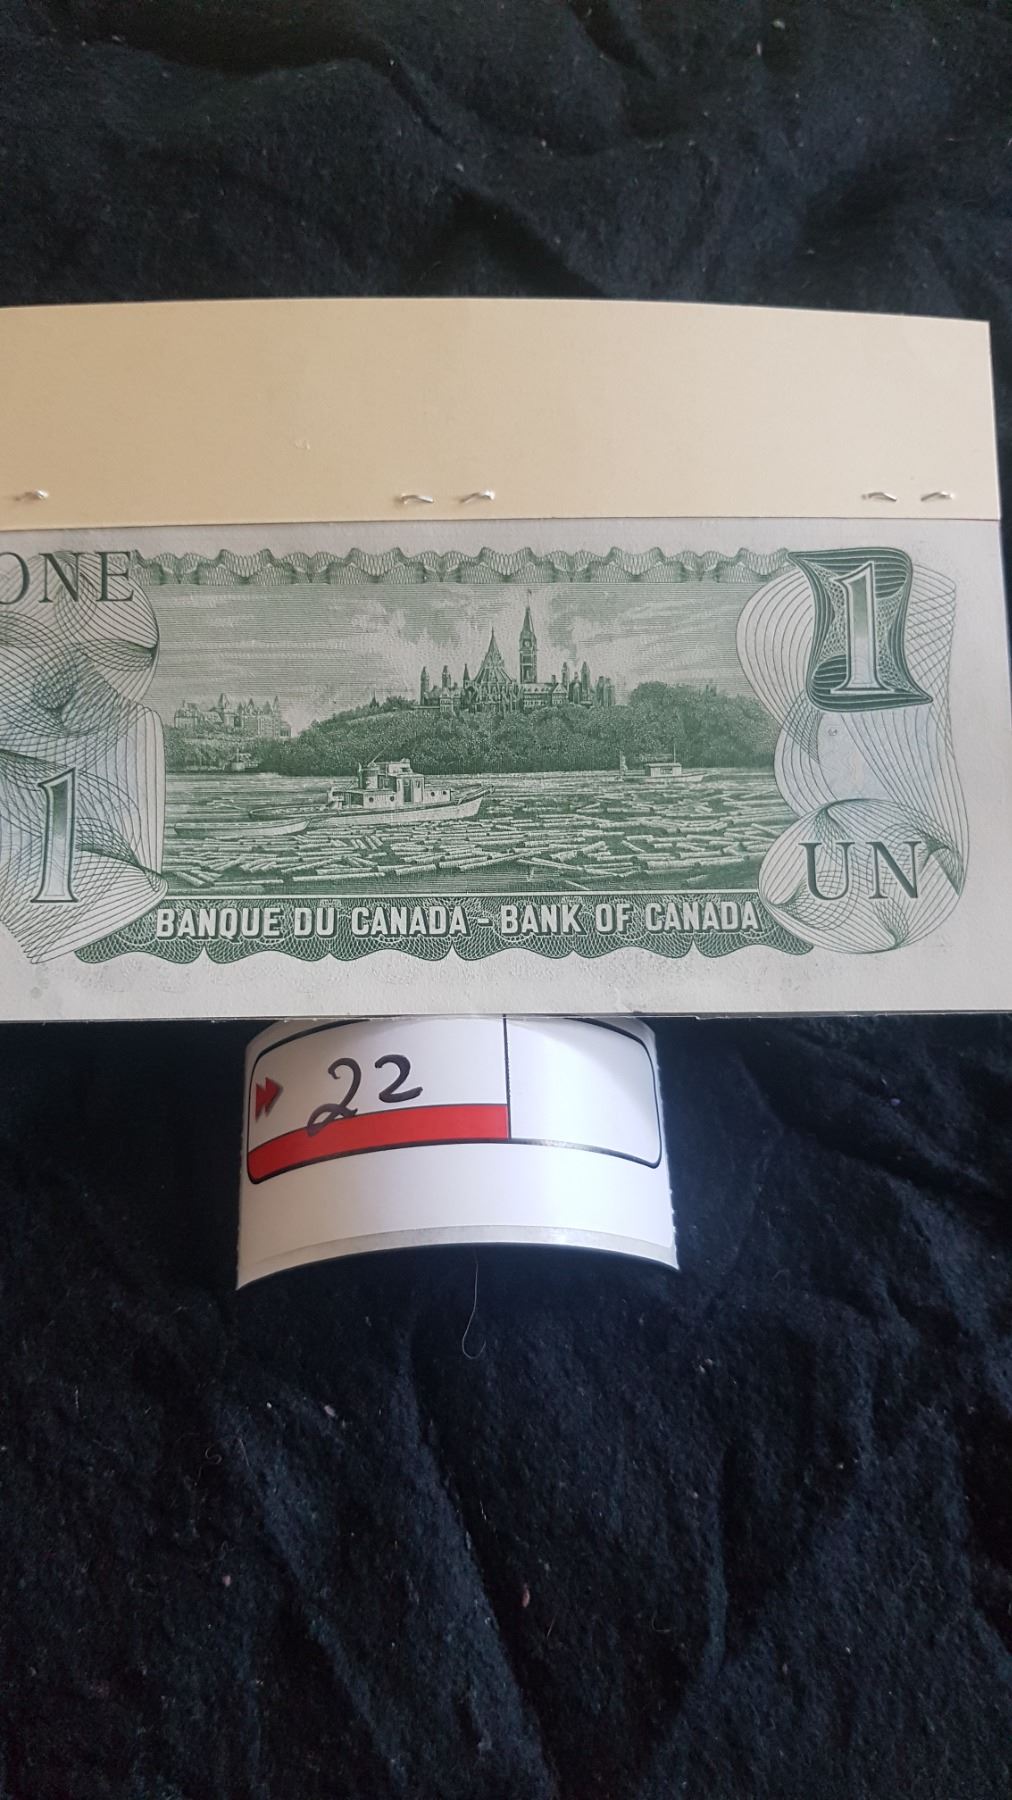 ONE
1
1
UN
BANQUE DU CANADA - BANK OF CANADA
22